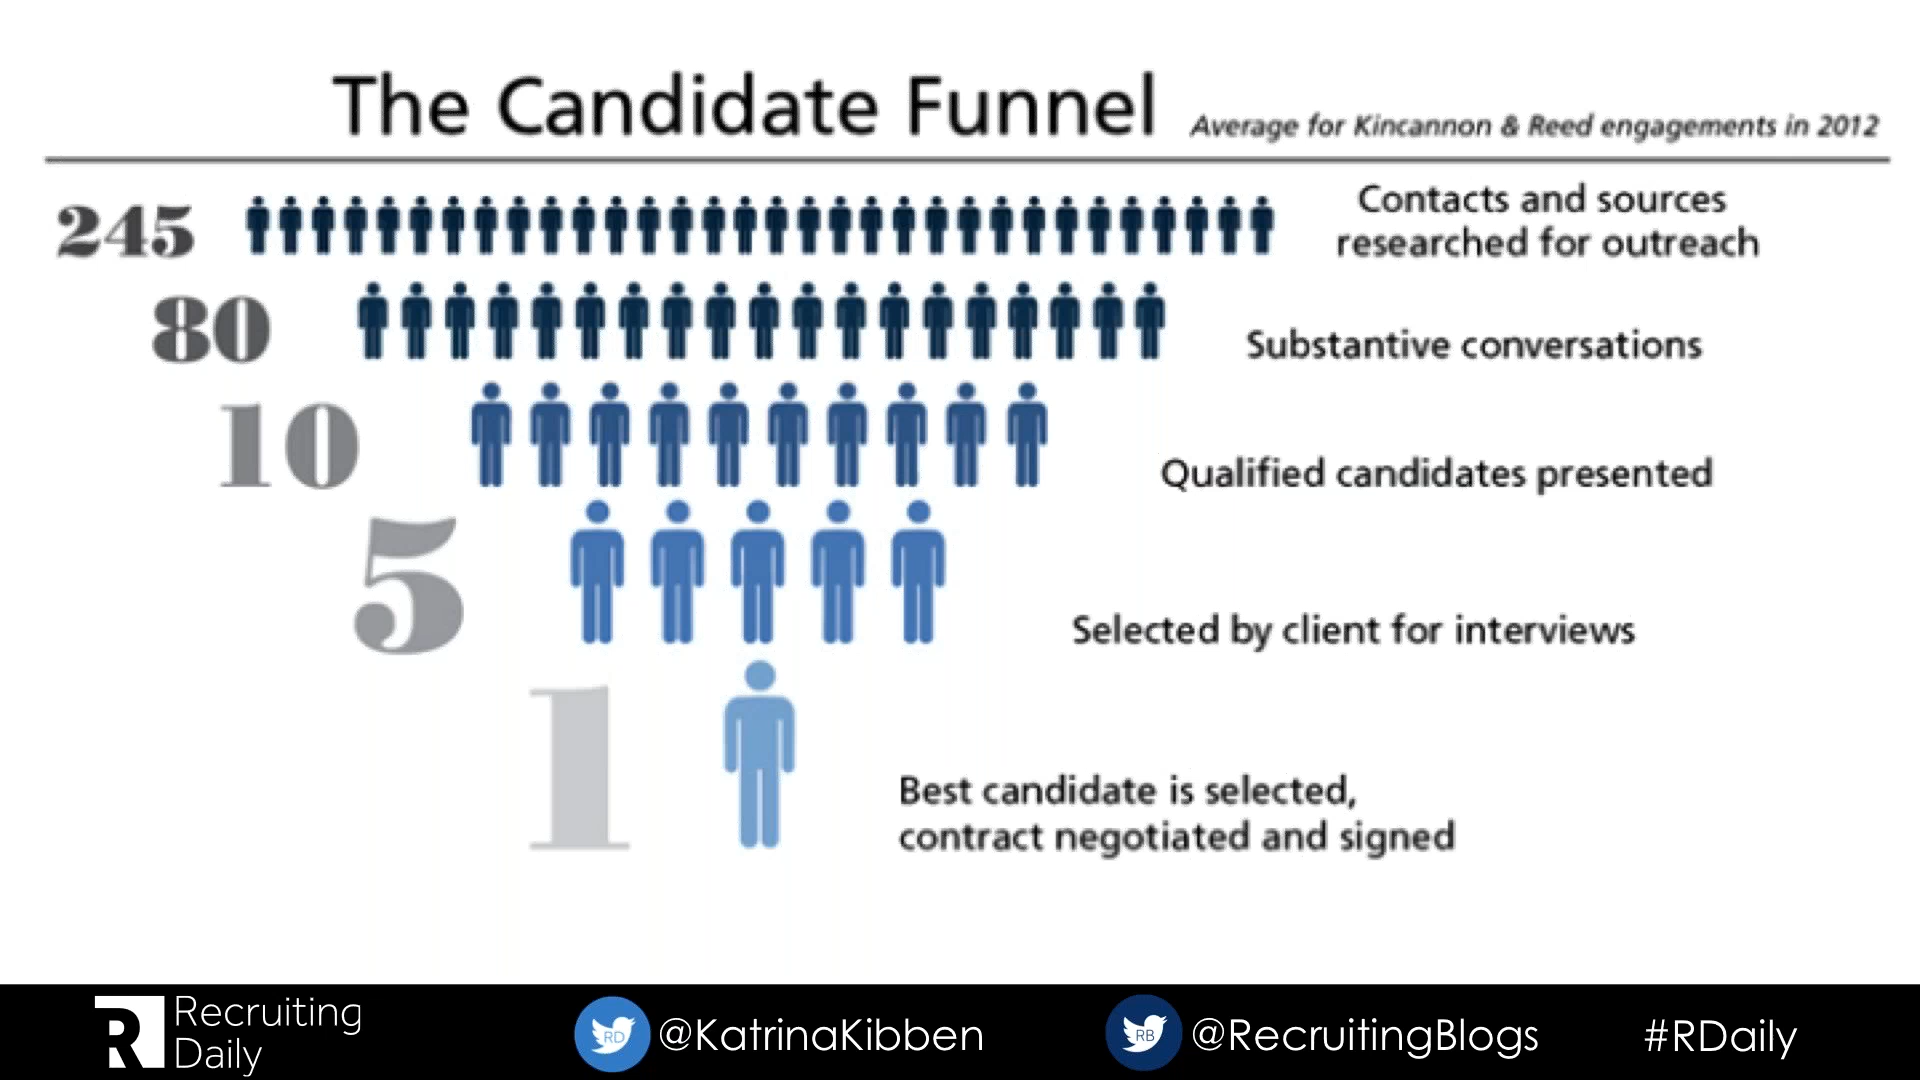 The Candidate Funnel Average for Kincannon & Reed engagements in 2012
245
Contacts and sources
researched for outreach
80
Substantive conversations
10
Qualified candidates presented
5
Selected by client for interviews
1
Best candidate is selected,
contract negotiated and signed
R
Recruiting
Daily
RD
@KatrinaKibben
RB
@RecruitingBlogs
#RDaily